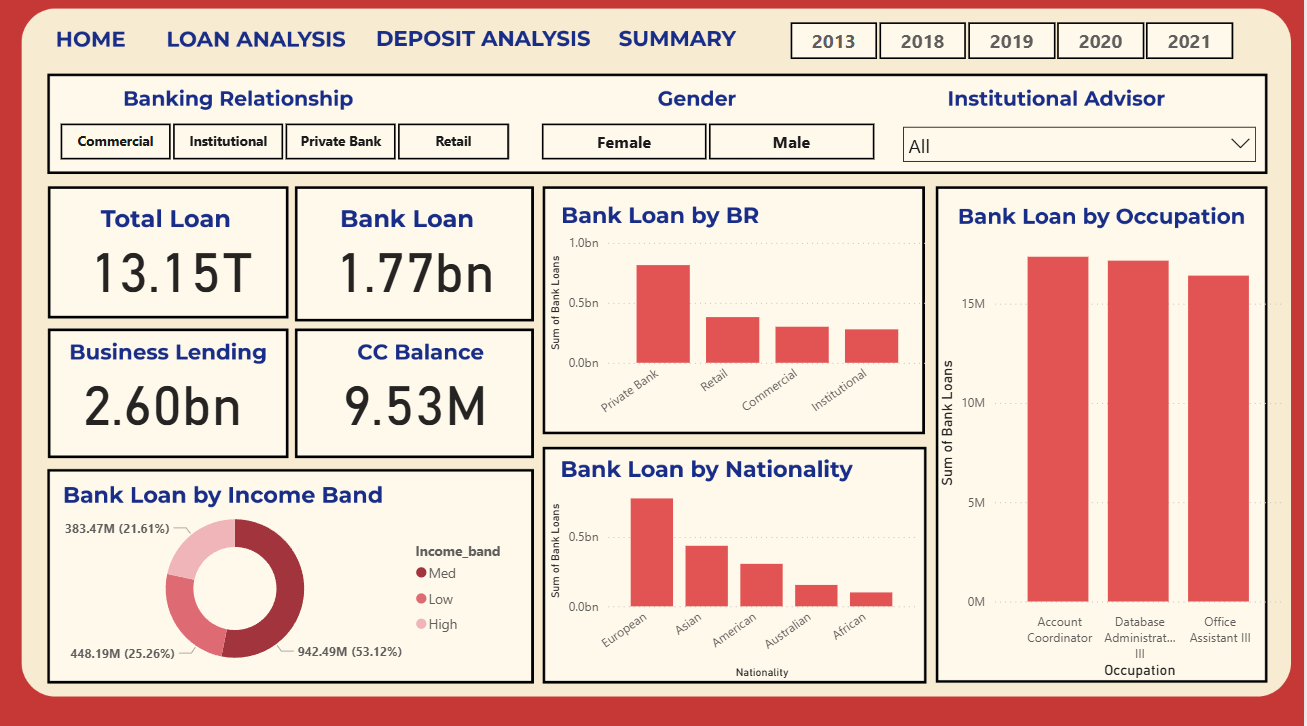 HOME LOAN ANALYSIS DEPOSIT ANALYSIS SUMMARY 2013 2018 2019 2020 2021
Banking Relationship
Commercial Institutional Private Bank Retail
Gender
Female Male
Institutional Advisor
All
Total Loan
13.15T
Bank Loan
1.77bn
Business Lending
2.60bn
CC Balance
9.53M
Bank Loan by Income Band
383.47M (21.61%)
448.19M (25.26%)
942.49M (53.12%)
Income_band
Med
Low
High
Bank Loan by BR
Sum of Bank Loans
1.0bn
0.5bn
0.0bn
Private Bank
Retail
Commercial
Institutional
Bank Loan by Nationality
Sum of Bank Loans
0.5bn
0.0bn
European
Asian
American
Australian
African
Nationality
Bank Loan by Occupation
Sum of Bank Loans
15M
10M
5M
0M
Account
Coordinator
Database
Administrat...
III
Office
Assistant III
Occupation